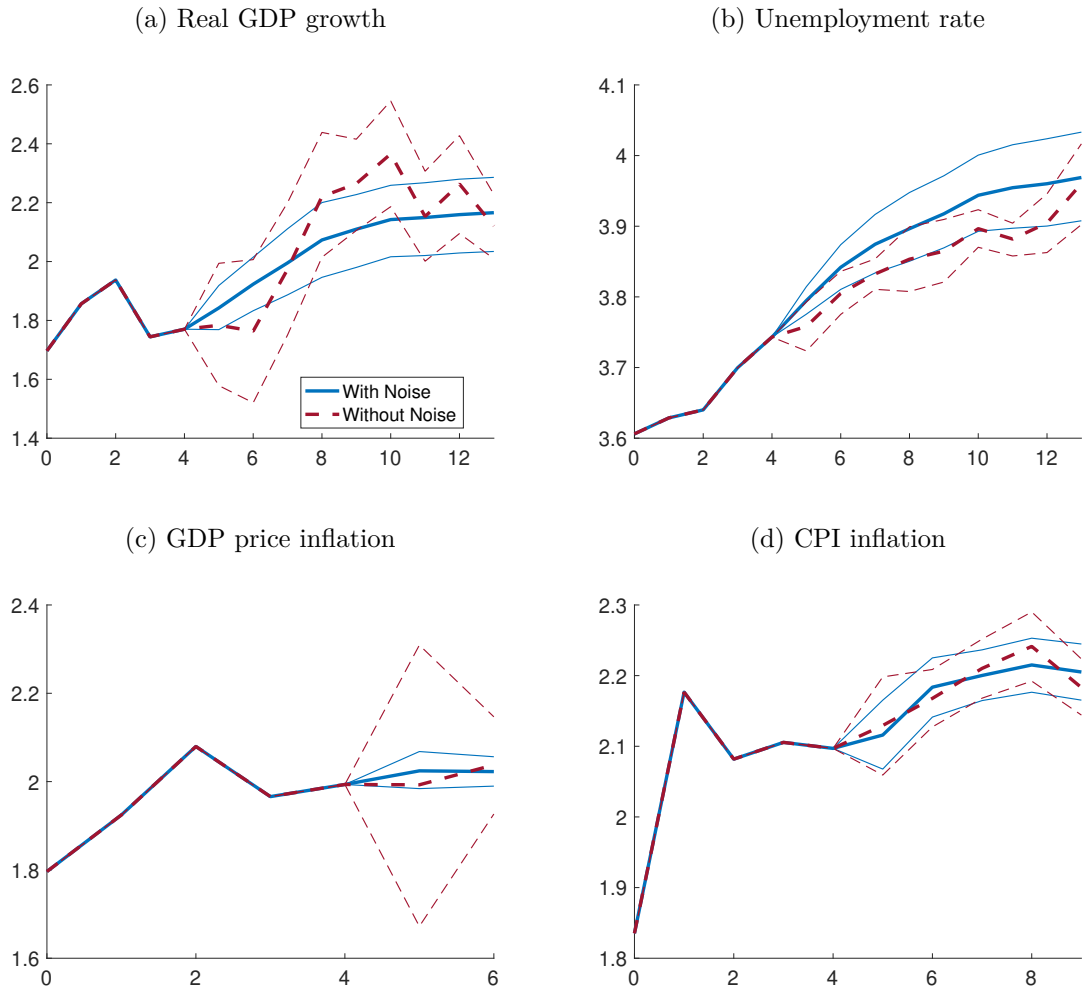 (a) Real GDP growth
2.6
2.4
2.2
2
1.8
1.6
1.4
0 2 4 6 8 10 12
With Noise
Without Noise
(b) Unemployment rate
4.1
4
3.9
3.8
3.7
3.6
0 2 4 6 8 10 12
(c) GDP price inflation
2.4
2.2
2
1.8
1.6
0 2 4 6
(d) CPI inflation
2.3
2.2
2.1
2
1.9
1.8
0 2 4 6 8